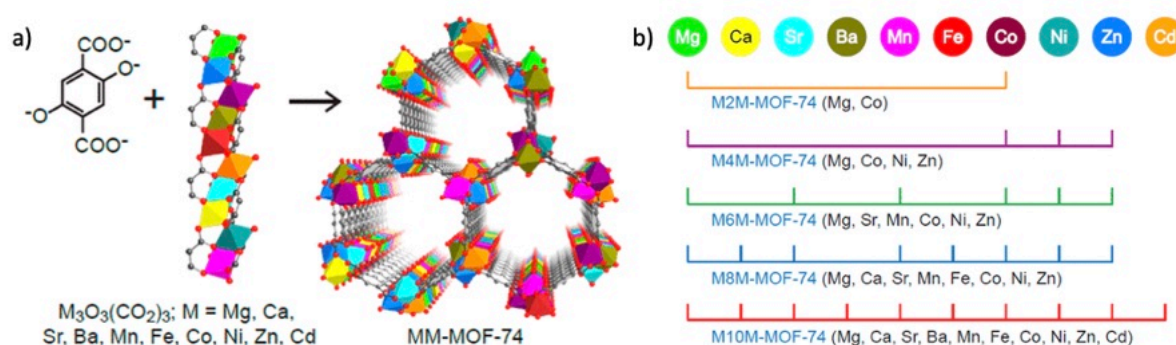 a)
COO⁻
⁻O
O⁻
COO⁻
+
M₃O₃(CO₂)₃; M = Mg, Ca,
Sr, Ba, Mn, Fe, Co, Ni, Zn, Cd
MM-MOF-74
b)
Mg Ca Sr Ba Mn Fe Co Ni Zn Cd
M2M-MOF-74 (Mg, Co)
M4M-MOF-74 (Mg, Co, Ni, Zn)
M6M-MOF-74 (Mg, Sr, Mn, Co, Ni, Zn)
M8M-MOF-74 (Mg, Ca, Sr, Mn, Fe, Co, Ni, Zn)
M10M-MOF-74 (Mg, Ca, Sr, Ba, Mn, Fe, Co, Ni, Zn, Cd)